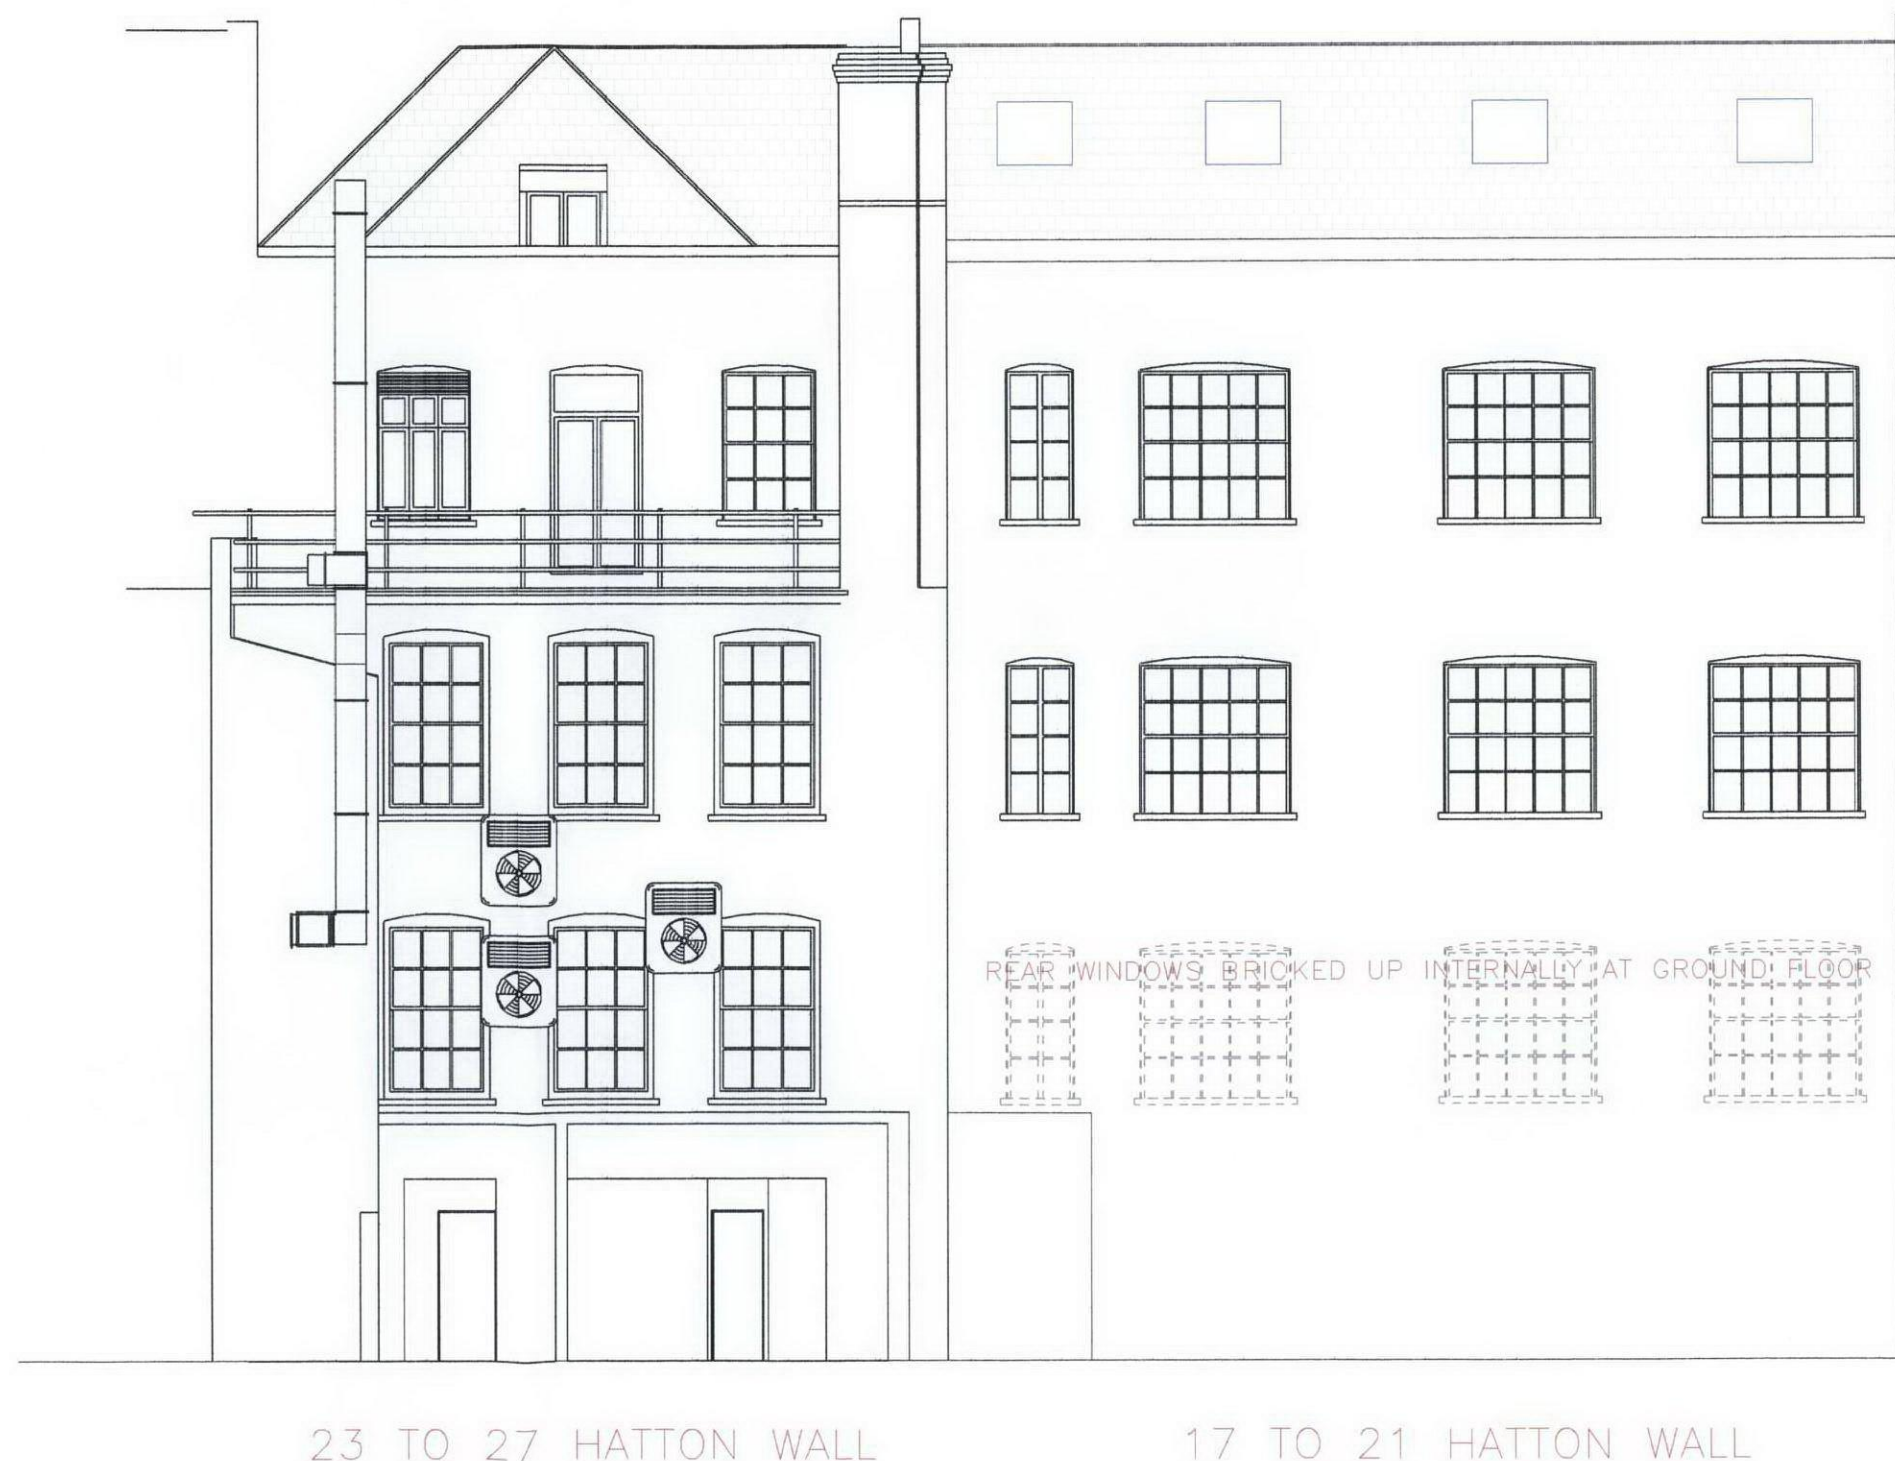 REAR WINDOWS BRICKED UP INTERNALLY AT GROUND FLOOR
23 TO 27 HATTON WALL
17 TO 21 HATTON WALL